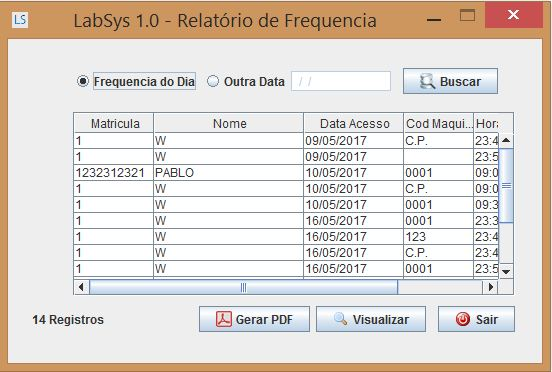 LS LabSys 1.0 - Relatório de Frequencia
Frequencia do Dia Outra Data / / Buscar
Matricula Nome Data Acesso Cod Maqui... Hora
1 W 09/05/2017 C.P. 23:4
1 W 09/05/2017 23:5
1232312321 PABLO 10/05/2017 0001 09:0
1 W 10/05/2017 C.P. 09:0
1 W 10/05/2017 0001 09:3
1 W 16/05/2017 0001 23:3
1 W 16/05/2017 123 23:4
1 W 16/05/2017 C.P. 23:4
1 W 16/05/2017 0001 23:5
14 Registros Gerar PDF Visualizar Sair